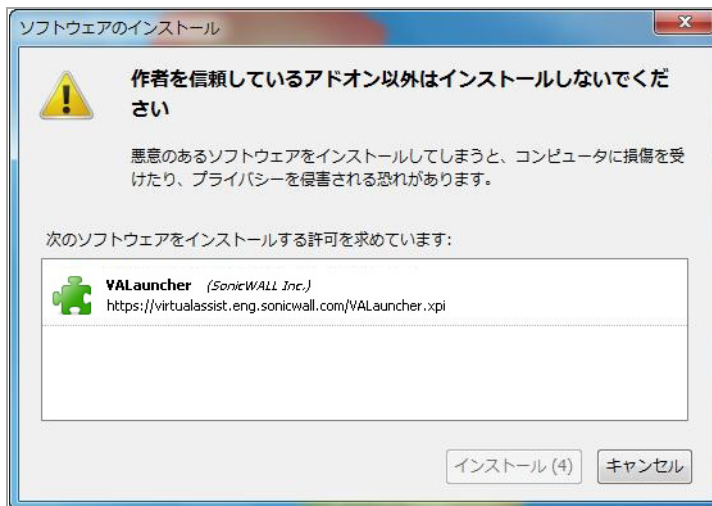 ソフトウェアのインストール
作者を信頼しているアドオン以外はインストールしないでくだ
さい
悪意のあるソフトウェアをインストールしてしまうと、コンピュータに損傷を受
けたり、プライバシーを侵害される恐れがあります。
次のソフトウェアをインストールする許可を求めています:
VALauncher (SonicWALL Inc.)
https://virtualassist.eng.sonicwall.com/VALauncher.xpi
インストール (4) キャンセル